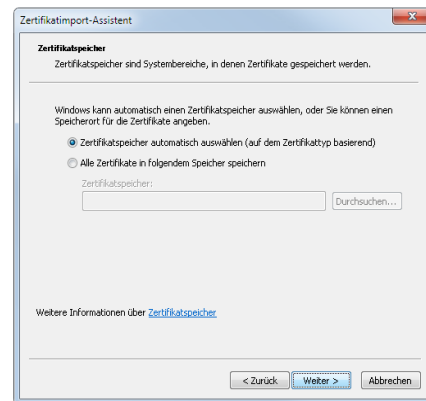 Zertifikatimport-Assistent
Zertifikatspeicher
Zertifikatspeicher sind Systembereiche, in denen Zertifikate gespeichert werden.
Windows kann automatisch einen Zertifikatspeicher auswählen, oder Sie können einen
Speicherort für die Zertifikate angeben.
Zertifikatspeicher automatisch auswählen (auf dem Zertifikattyp basierend)
Alle Zertifikate in folgendem Speicher speichern
Zertifikatspeicher:
Durchsuchen...
Weitere Informationen über Zertifikatspeicher
< Zurück Weiter > Abbrechen